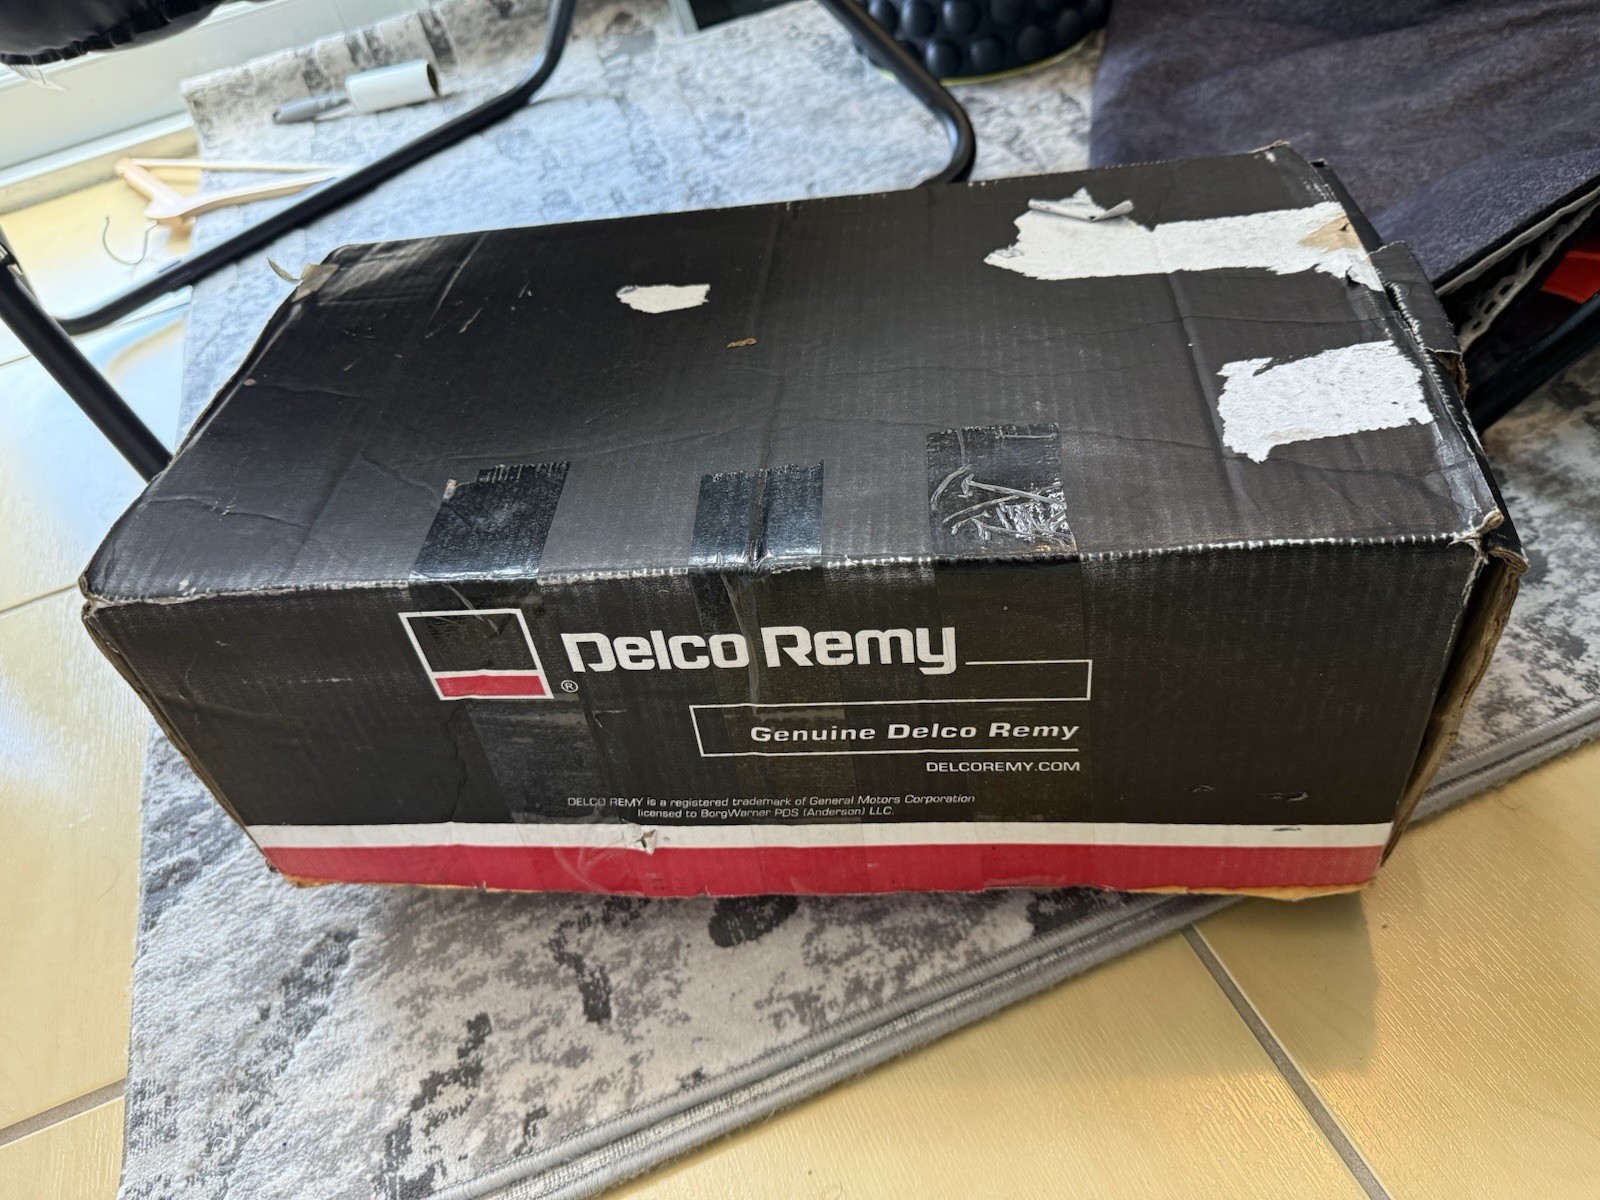 Delco Remy
®
Genuine Delco Remy
DELCOREMY.COM
DELCO REMY is a registered trademark of General Motors Corporation
licensed to BorgWarner PDS (Anderson) LLC.